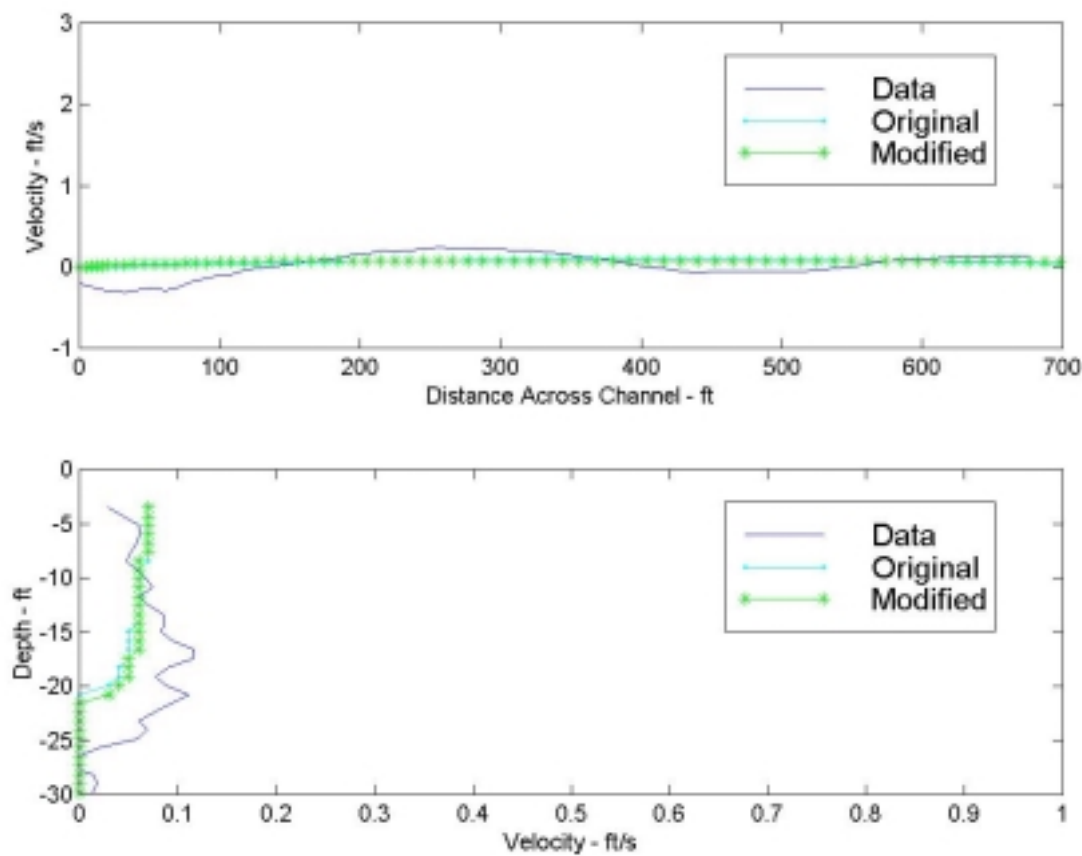 3
2
1
0
-1
Velocity - ft/s
Data
Original
Modified
0 100 200 300 400 500 600 700
Distance Across Channel - ft
0
-5
-10
-15
-20
-25
-30
Depth - ft
Data
Original
Modified
0 0.1 0.2 0.3 0.4 0.5 0.6 0.7 0.8 0.9 1
Velocity - ft/s